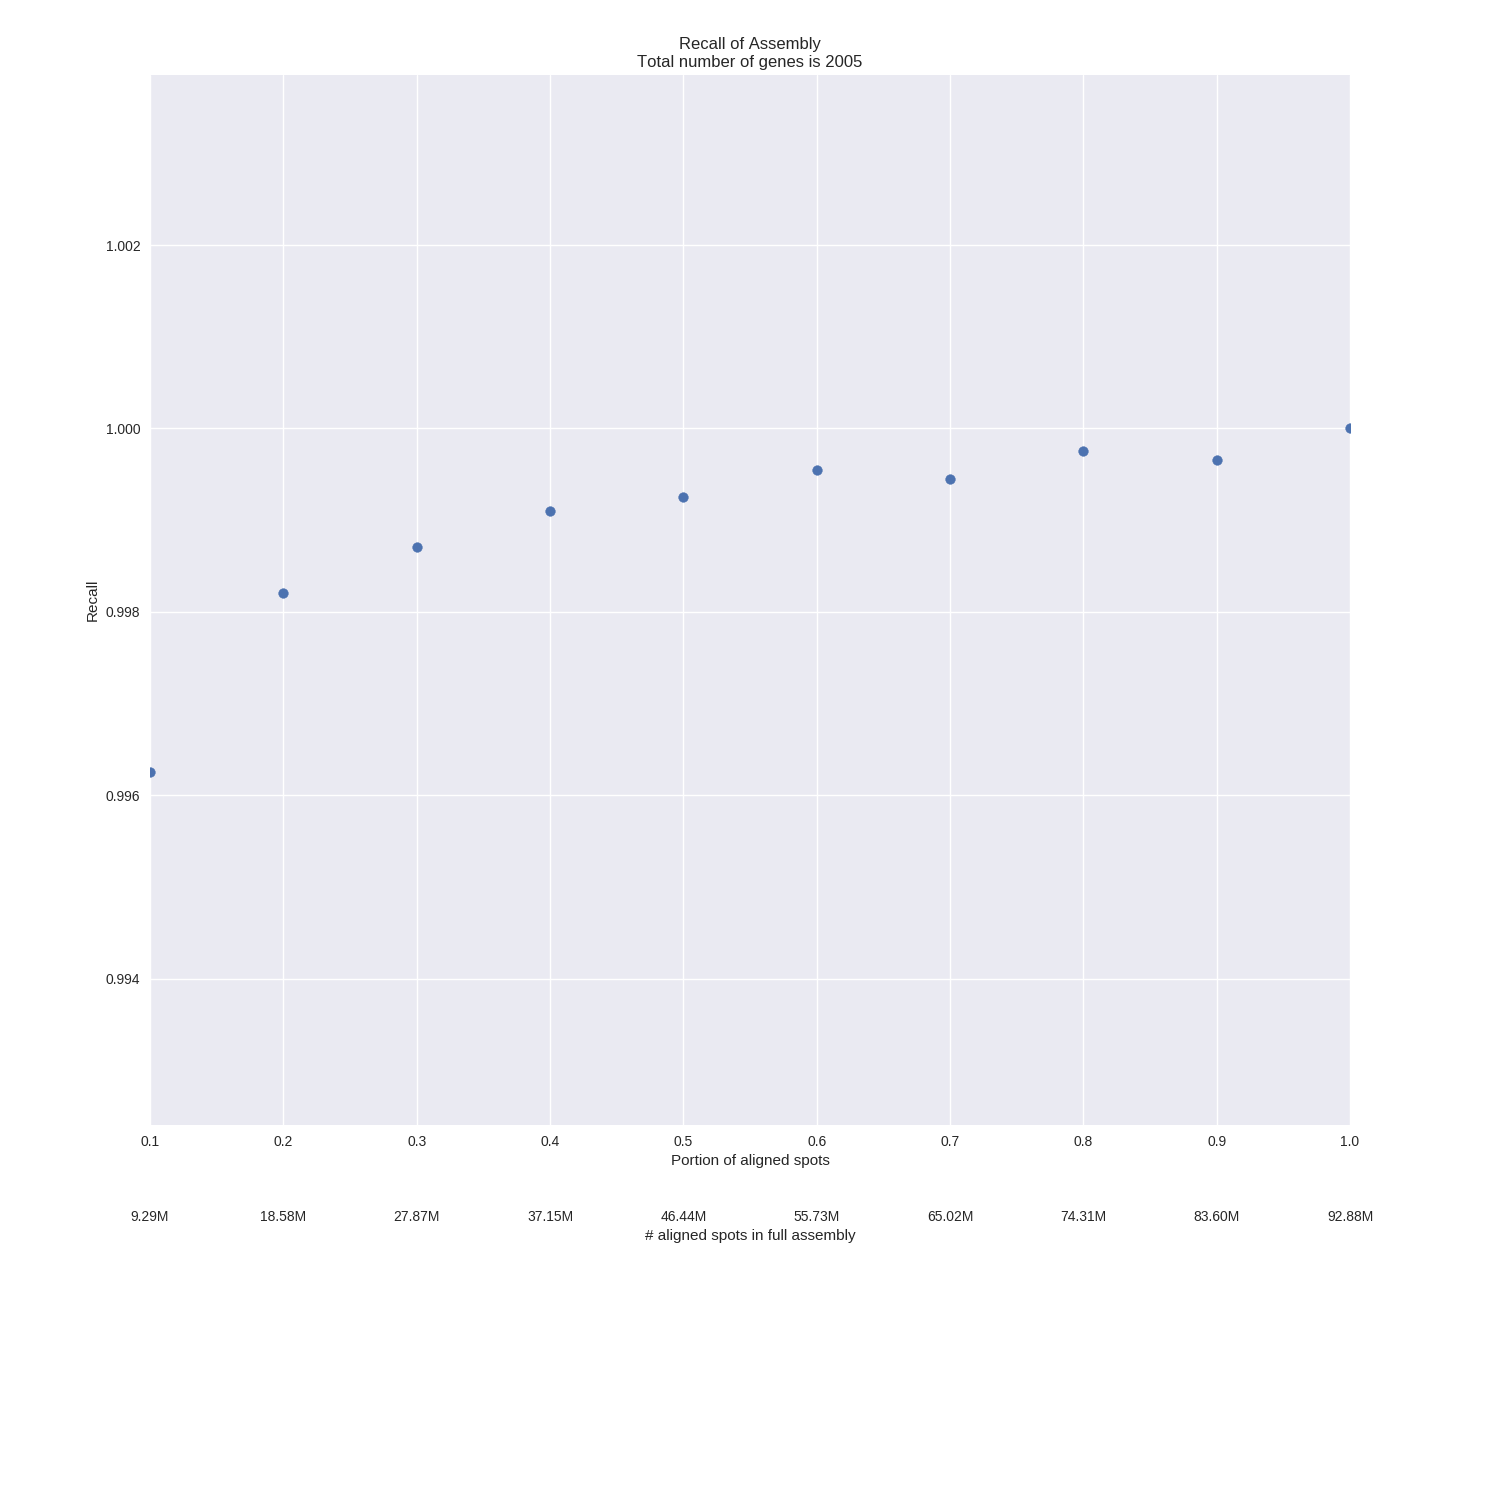 Recall of Assembly
Total number of genes is 2005
1.002
1.000
0.998
0.996
0.994
Recall
0.1 0.2 0.3 0.4 0.5 0.6 0.7 0.8 0.9 1.0
Portion of aligned spots
9.29M 18.58M 27.87M 37.15M 46.44M 55.73M 65.02M 74.31M 83.60M 92.88M
# aligned spots in full assembly